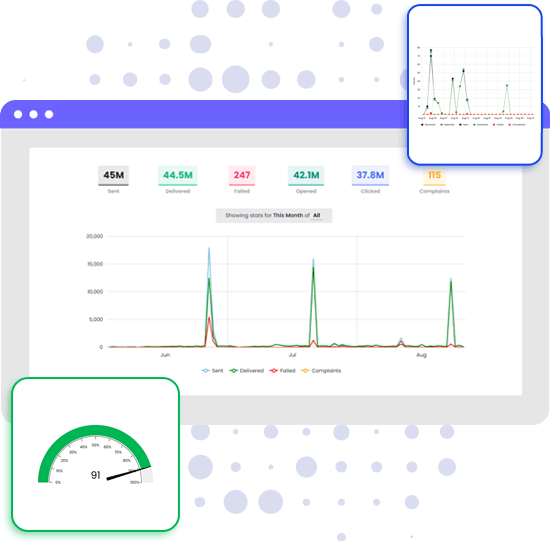 45M
44.5M
247
42.1M
37.8M
115
Sent
Delivered
Failed
Opened
Clicked
Complaints
Showing stats for This Month of All
20,000
15,000
10,000
5,000
0
Jun
Jul
Aug
Sent Delivered Failed Complaints
0%
10%
20%
30%
40%
50%
60%
70%
80%
100%
91